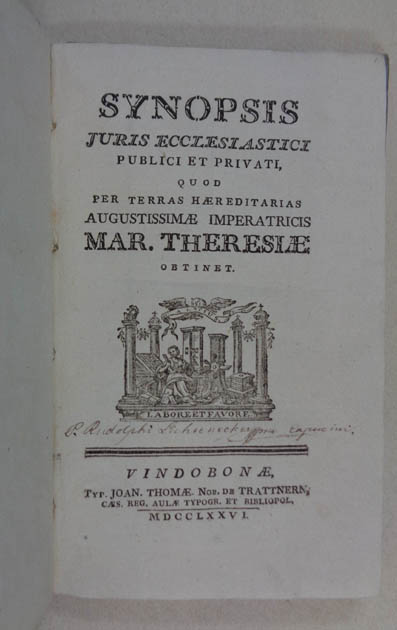 SYNOPSIS
JURIS ECCLESIASTICI
PUBLICI ET PRIVATI,
QUOD
PER TERRAS HÆREDITARIAS
AUGUSTISSIMÆ IMPERATRICIS
MAR. THERESIÆ
OBTINET.
LABORE ET FAVORE
P. Rudolphi
VINDOBONÆ,
TYP. JOAN. THOMÆ. NOB. DE TRATTNERN,
CÆS. REG. AULÆ TYPOGR. ET BIBLIOPOL,
MDCCLXXVI.